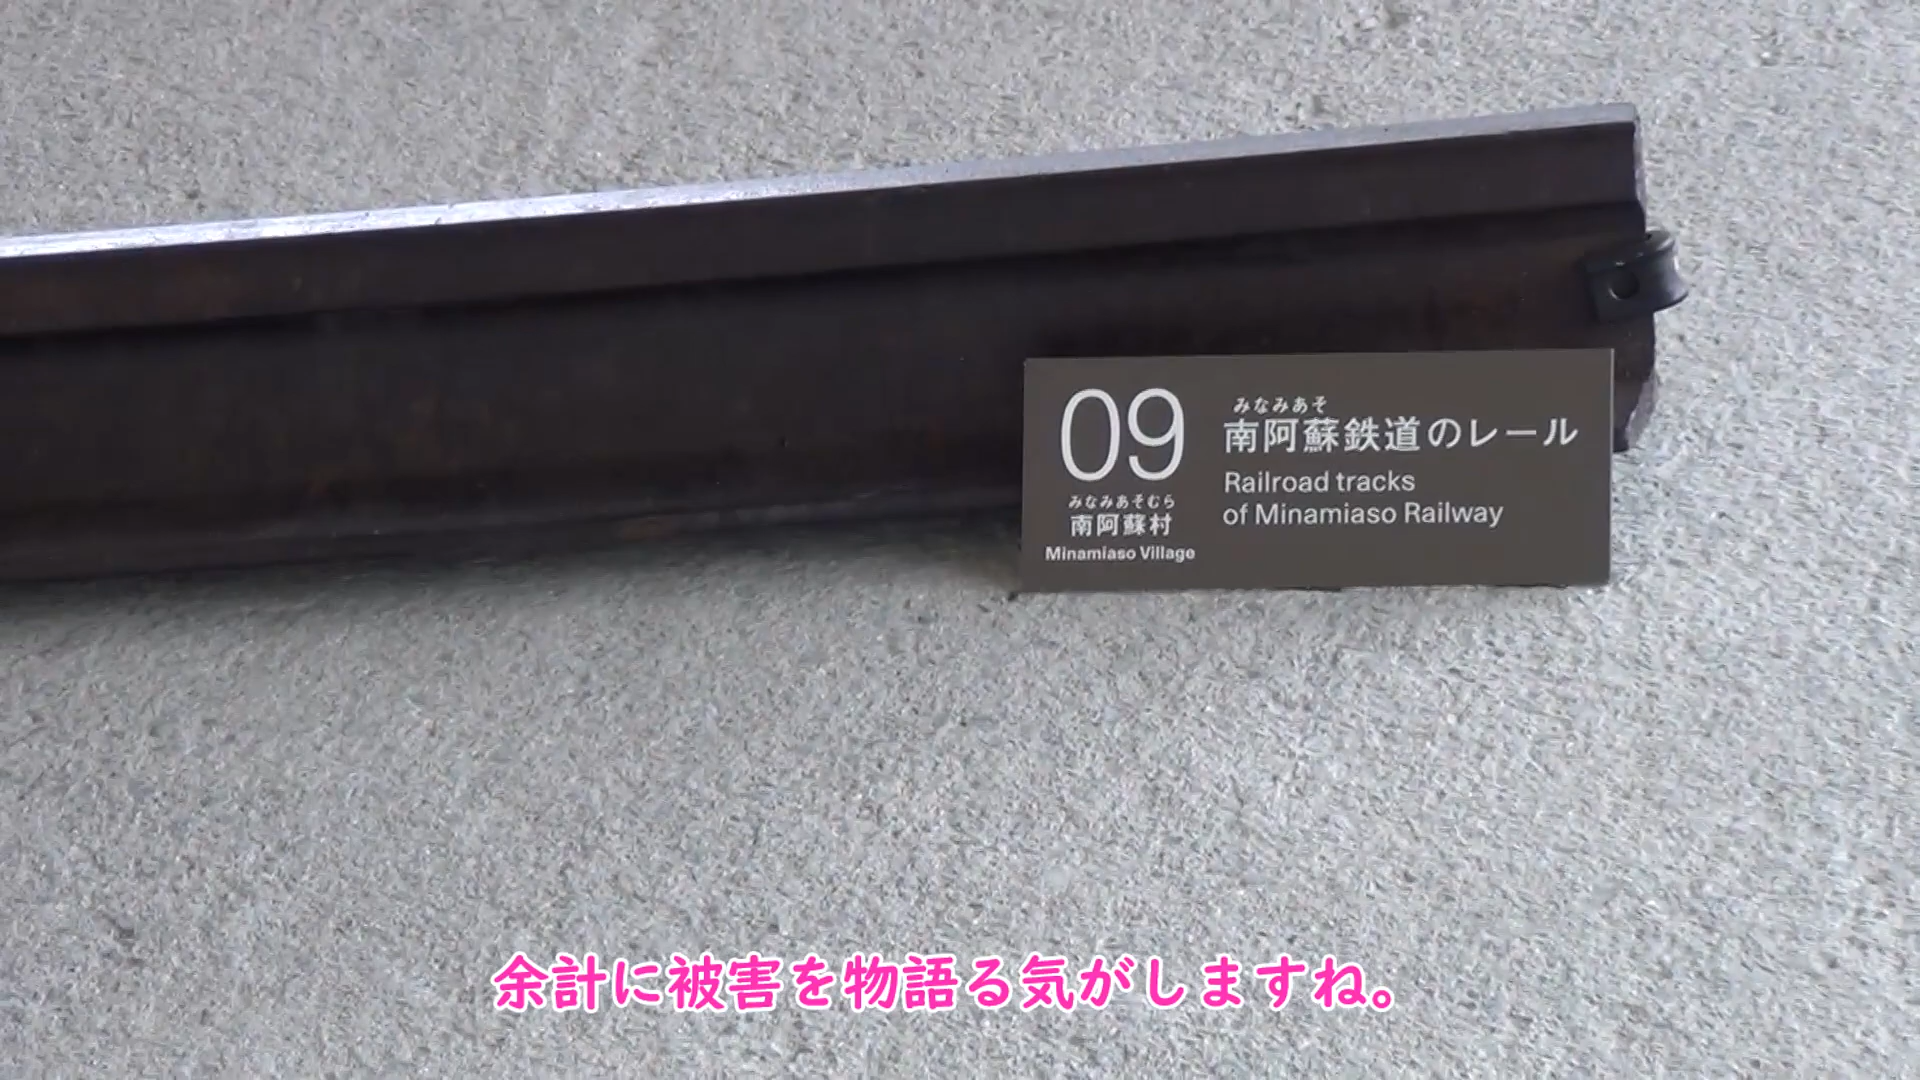 09
みなみあそむら
南阿蘇村
Minamiaso Village
みなみあそ
南阿蘇鉄道のレール
Railroad tracks
of Minamiaso Railway
余計に被害を物語る気がしますね。